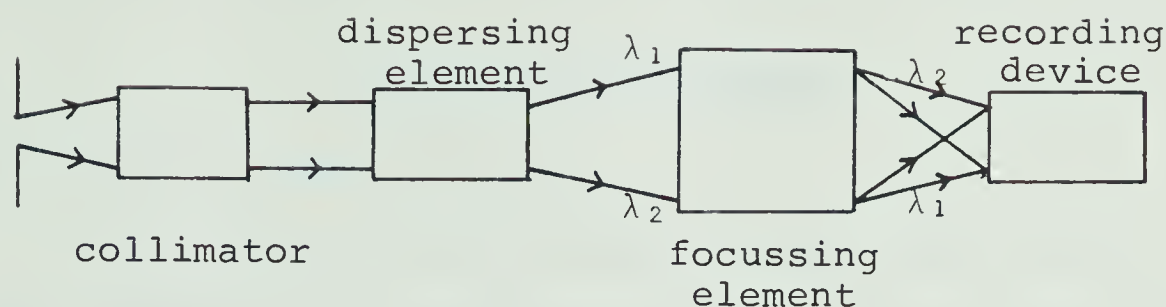 dispersing
element
λ1
recording
device
λ2
λ2
λ1
collimator
focussing
element